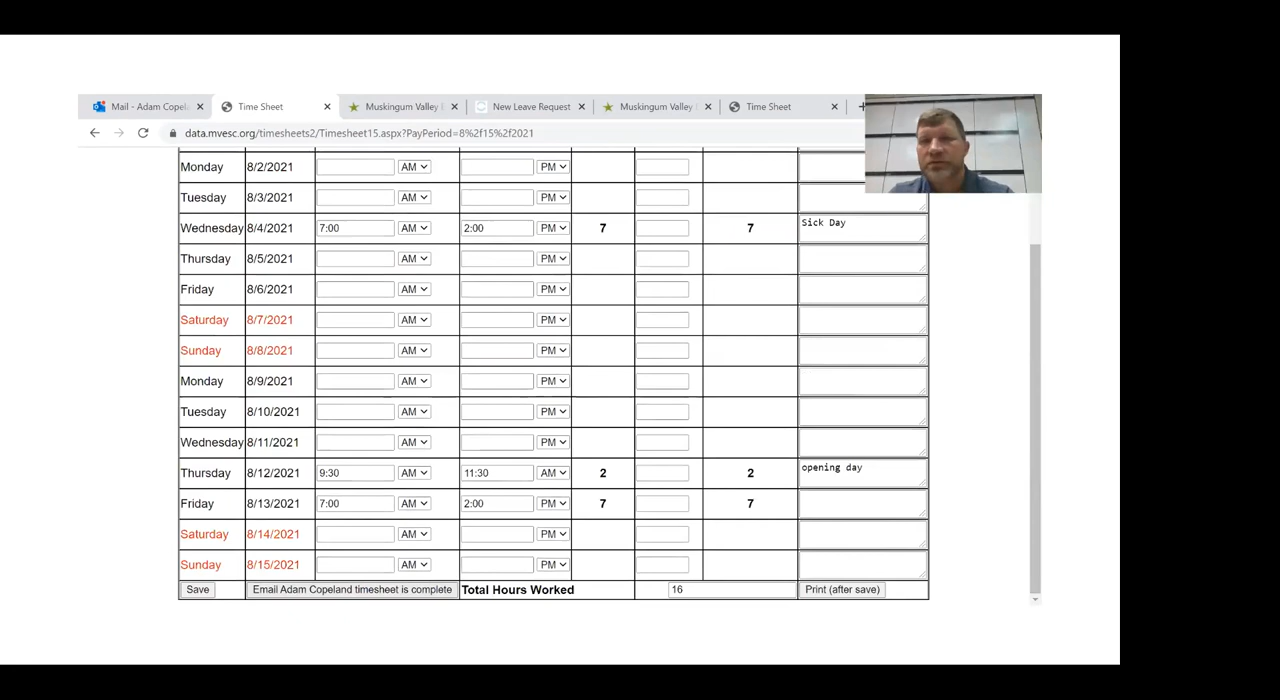 Mail - Adam Copel
Time Sheet
Muskingum Valley E
New Leave Request
Muskingum Valley
Time Sheet
data.mvesc.org/timesheets2/Timesheet15.aspx?PayPeriod=8%2f15%2f2021
Monday 8/2/2021 AM PM
Tuesday 8/3/2021 AM PM
Wednesday 8/4/2021 7:00 AM 2:00 PM 7 7 Sick Day
Thursday 8/5/2021 AM PM
Friday 8/6/2021 AM PM
Saturday 8/7/2021 AM PM
Sunday 8/8/2021 AM PM
Monday 8/9/2021 AM PM
Tuesday 8/10/2021 AM PM
Wednesday 8/11/2021 AM PM
Thursday 8/12/2021 9:30 AM 11:30 AM 2 2 opening day
Friday 8/13/2021 7:00 AM 2:00 PM 7 7
Saturday 8/14/2021 AM PM
Sunday 8/15/2021 AM PM
Save Email Adam Copeland timesheet is complete Total Hours Worked 16 Print (after save)